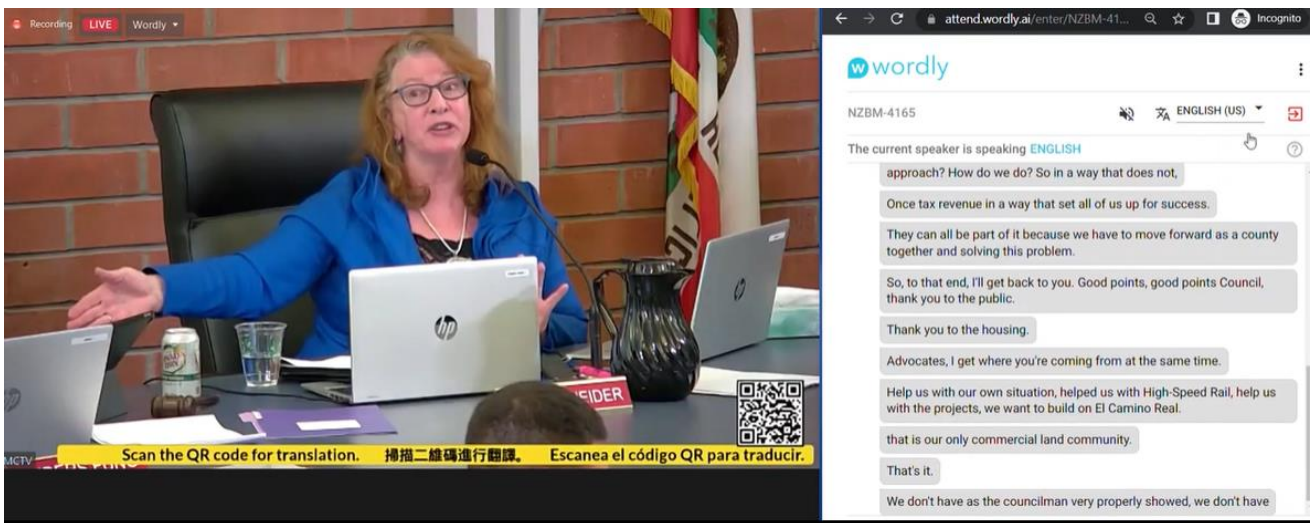 Recording LIVE Wordly
hp
hp
EIDER
MCTV
Scan the QR code for translation. 掃描二維碼進行翻譯。 Escanea el código QR para traducir.
attend.wordly.ai/enter/NZBM-41... Incognito
wordly
NZBM-4165 ENGLISH (US)
The current speaker is speaking ENGLISH
approach? How do we do? So in a way that does not,
Once tax revenue in a way that set all of us up for success.
They can all be part of it because we have to move forward as a county
together and solving this problem.
So, to that end, I'll get back to you. Good points, good points Council,
thank you to the public.
Thank you to the housing.
Advocates, I get where you're coming from at the same time.
Help us with our own situation, helped us with High-Speed Rail, help us
with the projects, we want to build on El Camino Real.
that is our only commercial land community.
That's it.
We don't have as the councilman very properly showed, we don't have